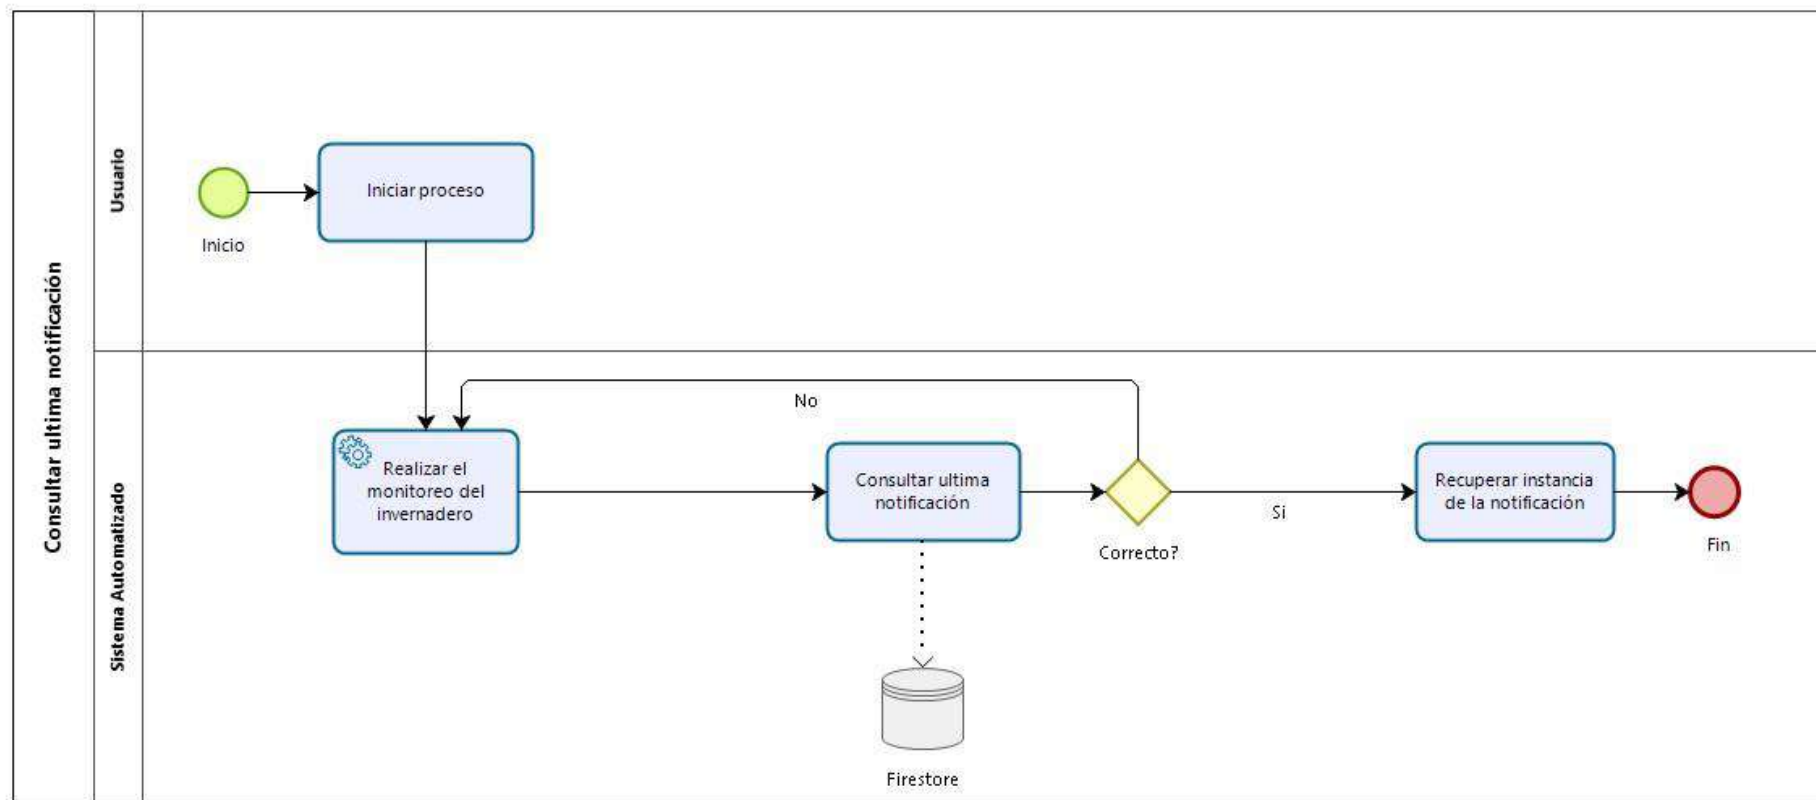 Consultar ultima notificación
Usuario
Inicio
Iniciar proceso
Sistema Automatizado
No
Realizar el
monitoreo del
invernadero
Consultar ultima
notificación
Correcto?
Si
Recuperar instancia
de la notificación
Fin
Firestore